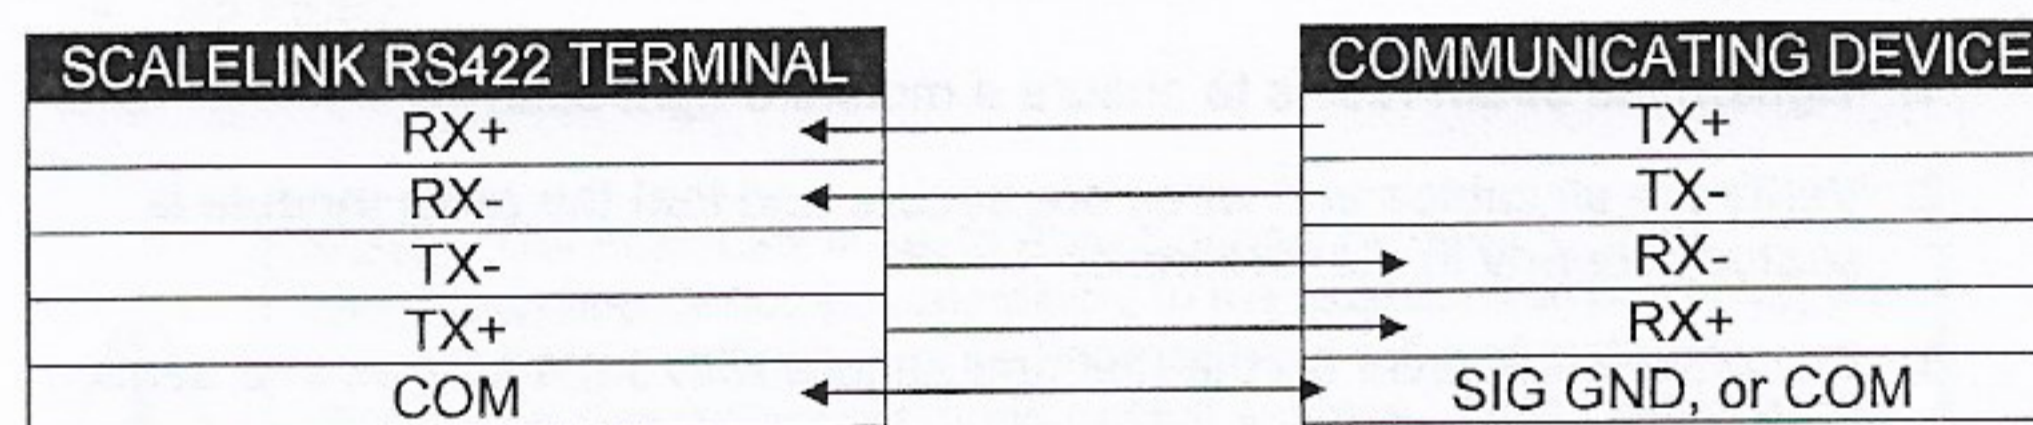 SCALELINK RS422 TERMINAL COMMUNICATING DEVICE
RX+ TX+
RX- TX-
TX- RX-
TX+ RX+
COM SIG GND, or COM